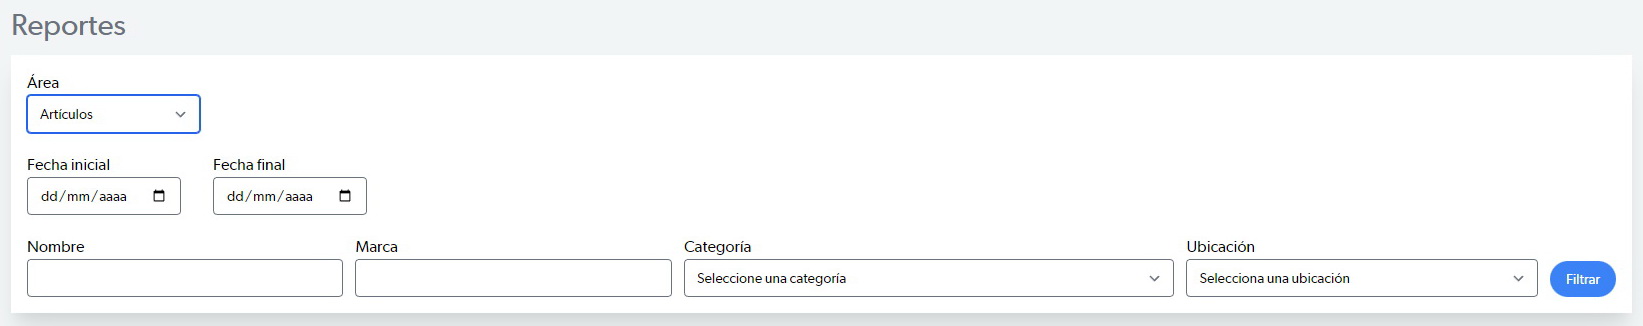 Reportes
Área
Artículos
Fecha inicial Fecha final
dd/mm/aaaa dd/mm/aaaa
Nombre Marca Categoría Ubicación
Seleccione una categoría Selecciona una ubicación Filtrar